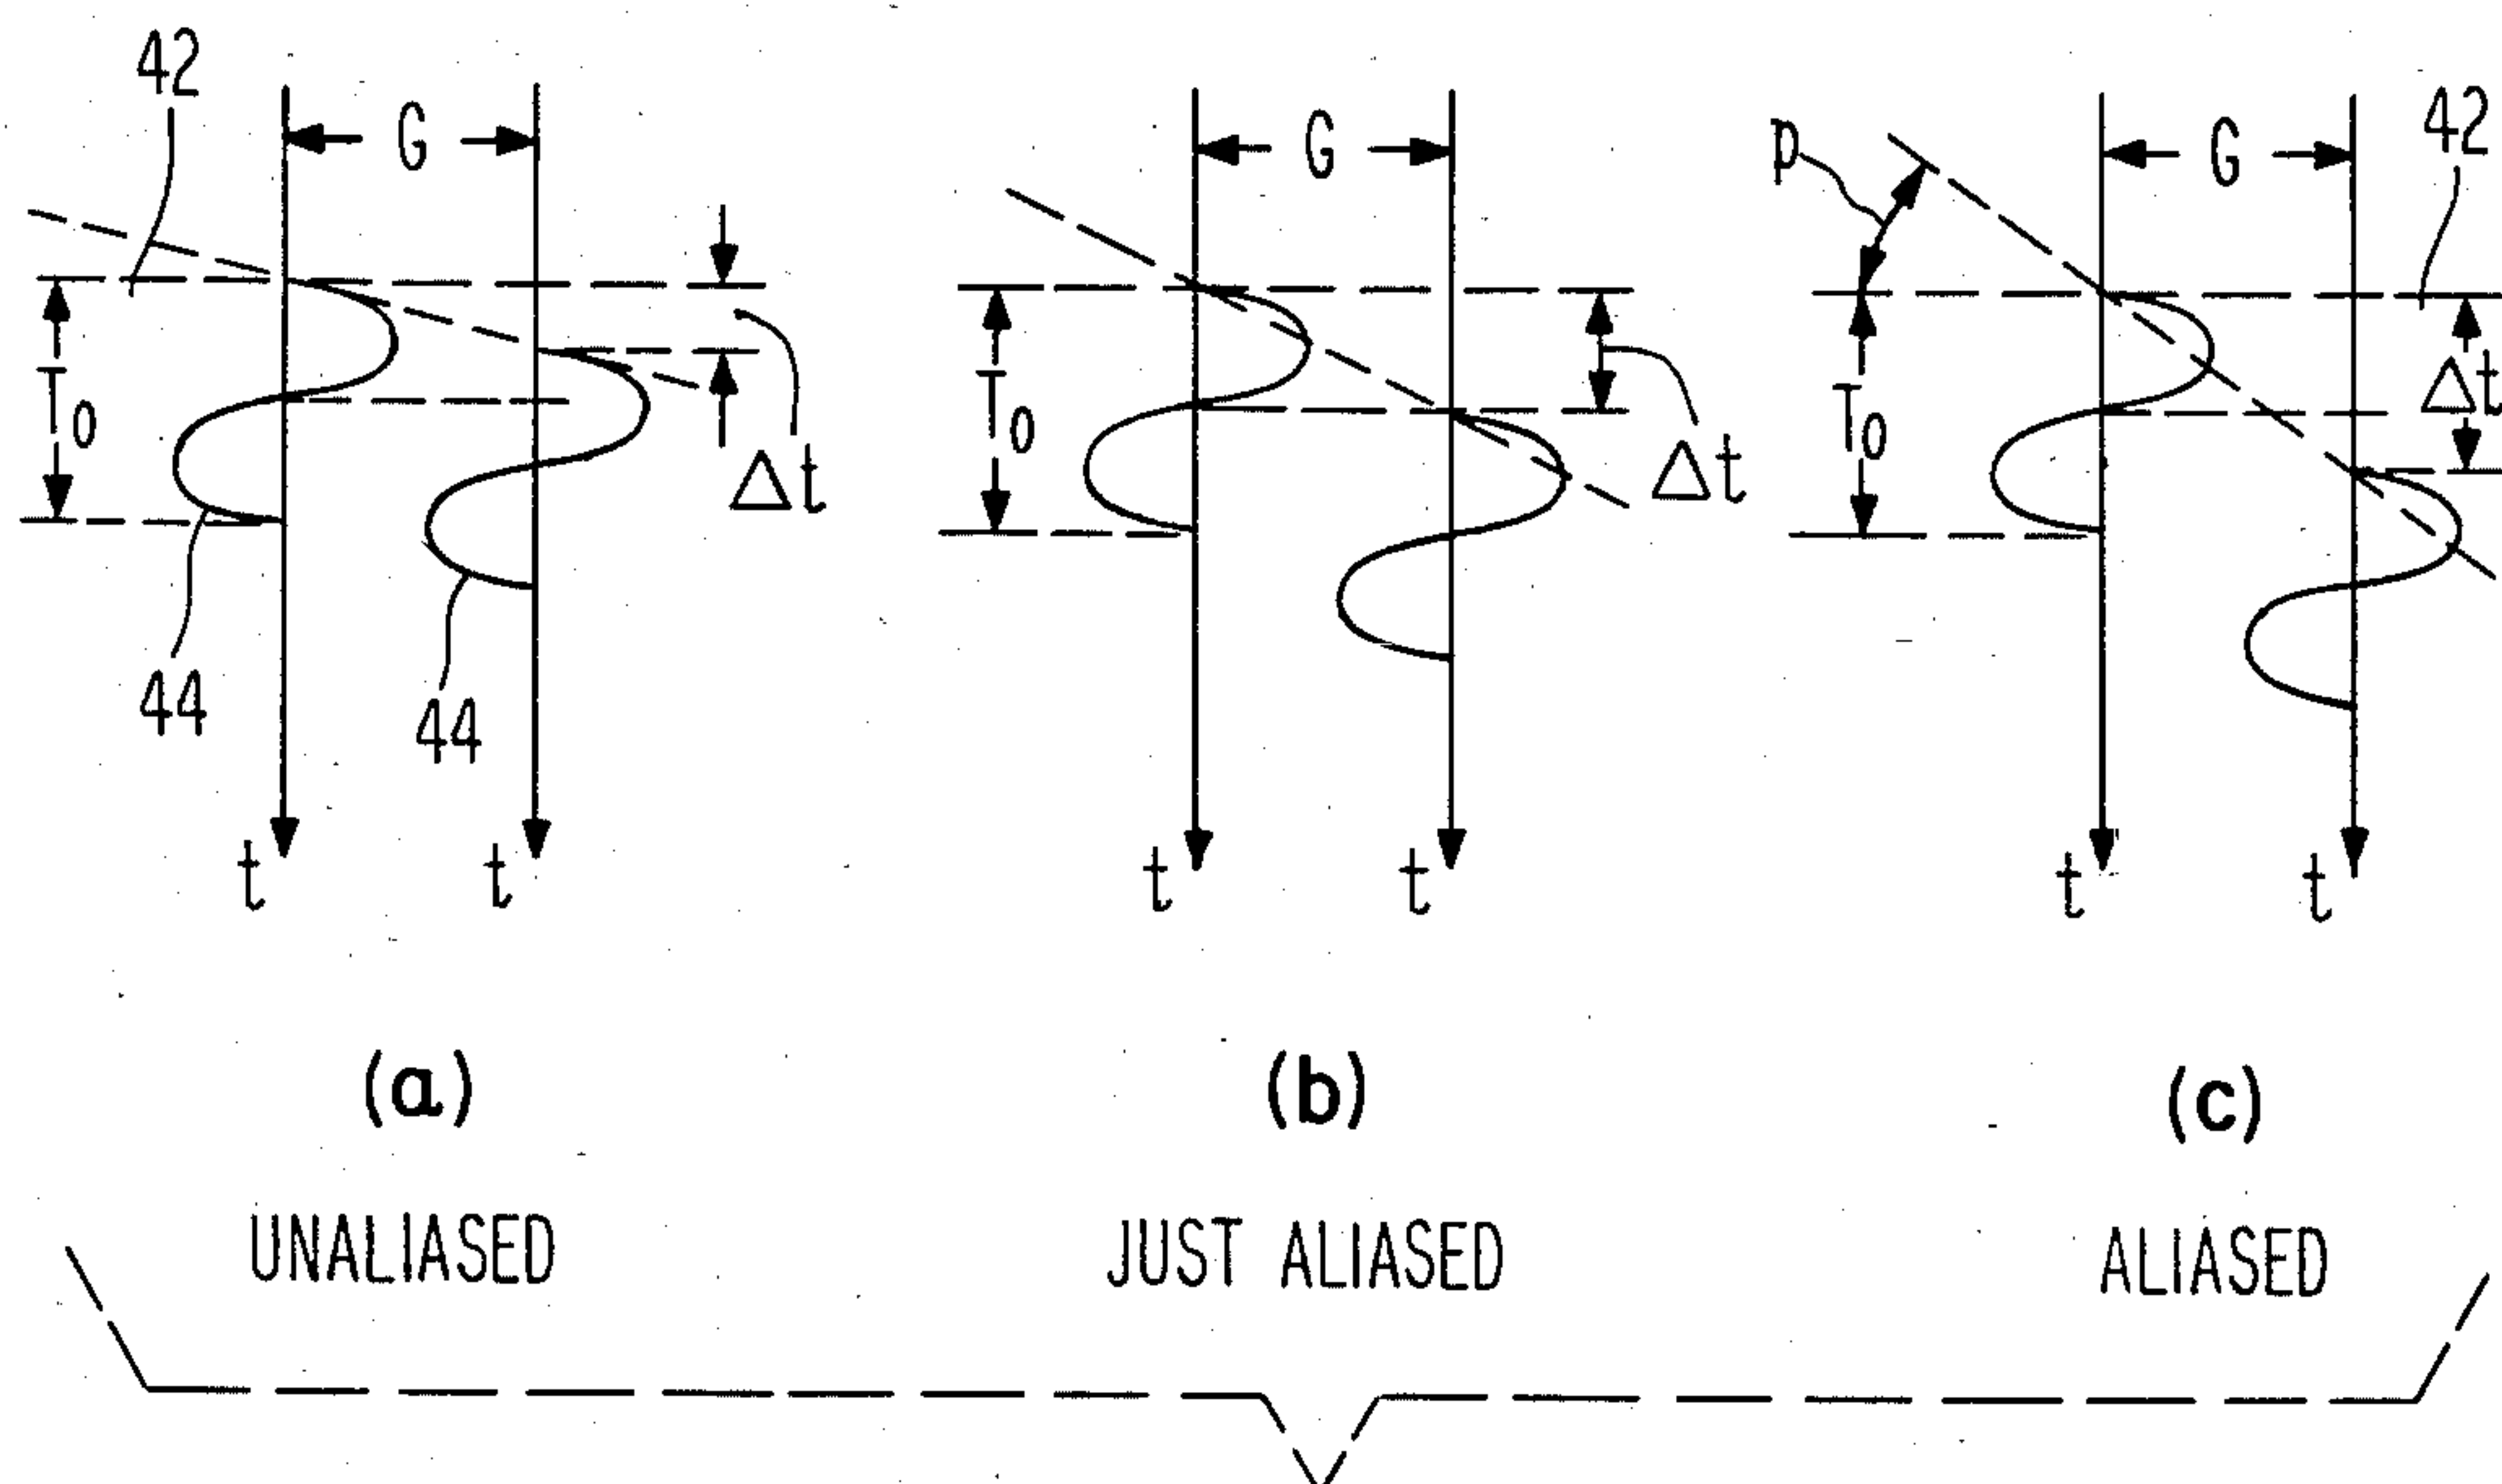 42
G
T0
Δt
44
44
t
t
(a)
UNALIASED
G
T0
Δt
t
t
(b)
JUST ALIASED
p
G
42
T0
Δt
t
t
(c)
ALIASED